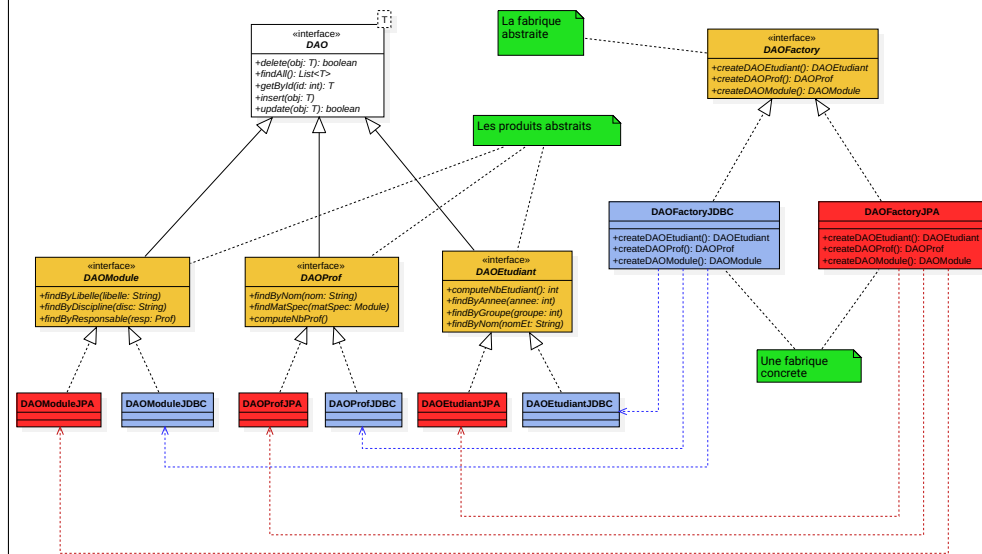 T
«interface»
DAO
+delete(obj: T): boolean
+findAll(): List<T>
+getById(id: int): T
+insert(obj: T)
+update(obj: T): boolean
La fabrique
abstraite
«interface»
DAOFactory
+createDAOEtudiant(): DAOEtudiant
+createDAOProf(): DAOProf
+createDAOModule(): DAOModule
Les produits abstraits
DAOFactoryJDBC
+createDAOEtudiant(): DAOEtudiant
+createDAOProf(): DAOProf
+createDAOModule(): DAOModule
DAOFactoryJPA
+createDAOEtudiant(): DAOEtudiant
+createDAOProf(): DAOProf
+createDAOModule(): DAOModule
«interface»
DAOModule
+findByLibelle(libelle: String)
+findByDiscipline(disc: String)
+findByResponsable(resp: Prof)
«interface»
DAOProf
+findByNom(nom: String)
+findMatSpec(matSpec: Module)
+computeNbProf()
«interface»
DAOEtudiant
+computeNbEtudiant(): int
+findByAnnee(annee: int)
+findByGroupe(groupe: int)
+findByNom(nomEt: String)
Une fabrique
concrete
DAOModuleJPA
DAOModuleJDBC
DAOProfJPA
DAOProfJDBC
DAOEtudiantJPA
DAOEtudiantJDBC